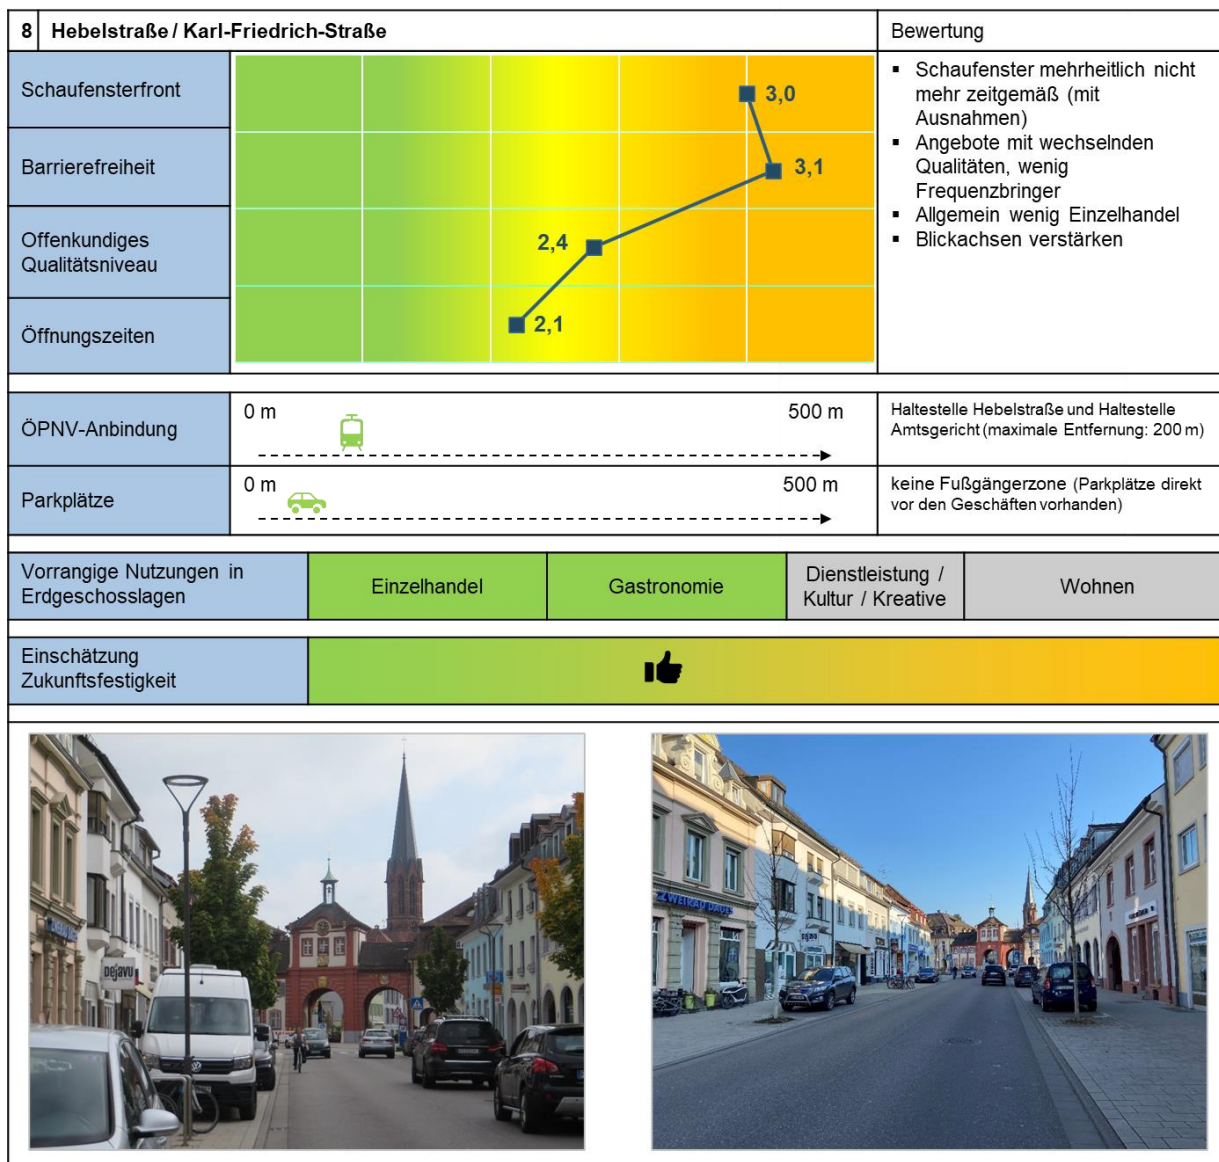 8 Hebelstraße / Karl-Friedrich-Straße
Bewertung
Schaufensterfront
3,0
Barrierefreiheit
3,1
Offenkundiges
Qualitätsniveau
2,4
Öffnungszeiten
2,1
▪ Schaufenster mehrheitlich nicht
mehr zeitgemäß (mit
Ausnahmen)
▪ Angebote mit wechselnden
Qualitäten, wenig
Frequenzbringer
▪ Allgemein wenig Einzelhandel
▪ Blickachsen verstärken
ÖPNV-Anbindung
0 m
500 m
Haltestelle Hebelstraße und Haltestelle
Amtsgericht (maximale Entfernung: 200 m)
Parkplätze
0 m
500 m
keine Fußgängerzone (Parkplätze direkt
vor den Geschäften vorhanden)
Vorrangige Nutzungen in
Erdgeschosslagen
Einzelhandel
Gastronomie
Dienstleistung /
Kultur / Kreative
Wohnen
Einschätzung
Zukunftsfestigkeit
DEJAVU
ZWEIRAD